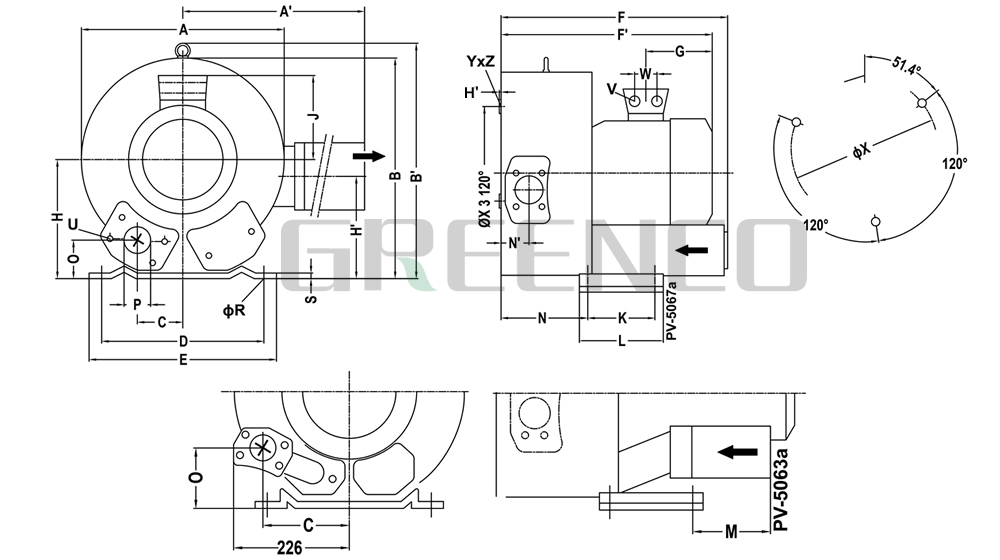 A'
A
J
B
B'
H
H'
U
O
P
C
S
ϕR
D
E
F
F'
G
YxZ
H'
W
V
ØX 3 120°
N'
N
K
L
PV-5067a
51.4°
ϕX
120°
120°
GREENCO
O
C
226
M
PV-5063a